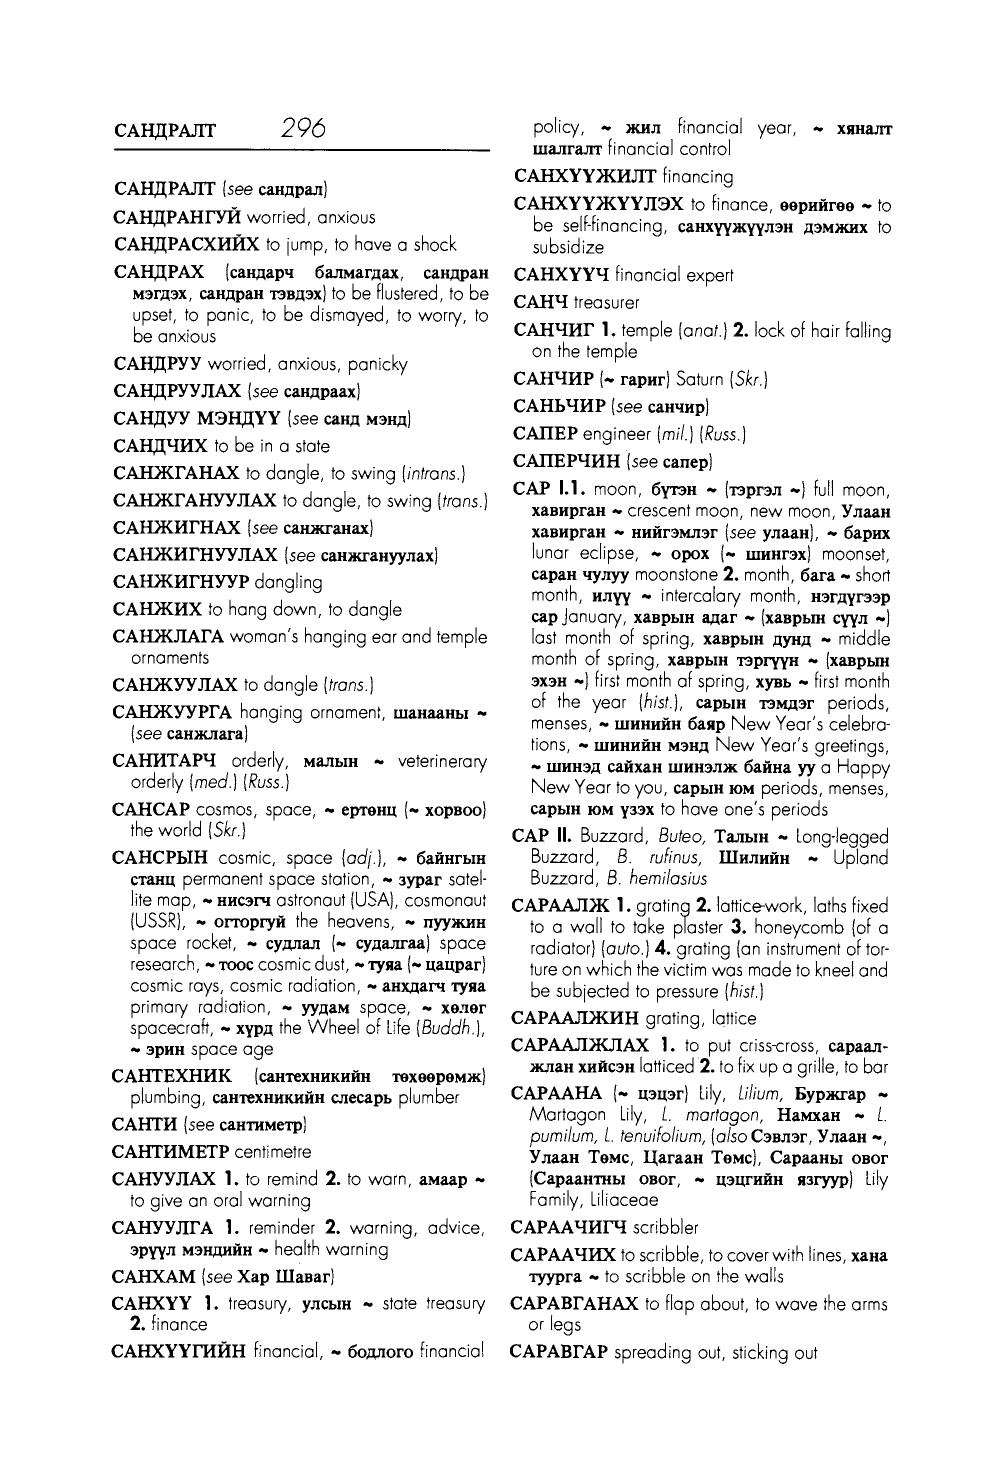 САНДРАЛТ 296
САНДРАЛТ (see сандрал)
САНДРАНГУЙ worried, anxious
САНДРАСХИЙХ to jump, to have a shock
САНДРАХ (сандарч балмагдах, сандран
мэгдэх, сандран тэвдэх) to be flustered, to be
upset, to panic, to be dismayed, to worry, to
be anxious
САНДРУУ worried, anxious, panicky
САНДРУУЛАХ (see сандраах)
САНДУУ МЭНДҮҮ (see санд мэнд)
САНДЧИХ to be in a state
САНЖГАНАХ to dangle, to swing (intrans.)
САНЖГАНУУЛАХ to dangle, to swing (trans.)
САНЖИГНАХ (see санжганах)
САНЖИГНУУЛАХ (see санжгануулах)
САНЖИГНУУР dangling
САНЖИХ to hang down, to dangle
САНЖЛАГА woman's hanging ear and temple
ornaments
САНЖУУЛАХ to dangle (trans.)
САНЖУУРГА hanging ornament, шанааны ~
(see санжлага)
САНИТАРЧ orderly, малын ~ veterinerary
orderly (med.) (Russ.)
САНСАР cosmos, space, ~ ертөнц (~ хорвоо)
the world (Skr.)
САНСРЫН cosmic, space (adj.), ~ байнгын
станц permanent space station, ~ зураг satel-
lite map, ~ нисэгч astronaut (USA), cosmonaut
(USSR), ~ огторгуй the heavens, ~ пуужин
space rocket, ~ судлал (~ судалгаа) space
research, ~ тоос cosmic dust, ~ туяа (~ цацраг)
cosmic rays, cosmic radiation, ~ анхдагч туяа
primary radiation, ~ уудам space, ~ хөлөг
spacecraft, ~ хүрд the Wheel of Life (Buddh.),
~ эрин space age
САНТЕХНИК (сантехникийн төхөөрөмж)
plumbing, сантехникийн слесарь plumber
САНТИ (see сантиметр)
САНТИМЕТР centimetre
САНУУЛАХ 1. to remind 2. to warn, амаар ~
to give an oral warning
САНУУЛГА 1. reminder 2. warning, advice,
эрүүл мэндийн ~ health warning
САНХАМ (see Хар Шаваг)
САНХҮҮ 1. treasury, улсын ~ state treasury
2. finance
САНХҮҮГИЙН financial, ~ бодлого financial
policy, ~ жил financial year, ~ хяналт
шалгалт financial control
САНХҮҮЖИЛТ financing
САНХҮҮЖҮҮЛЭХ to finance, өөрийгөө ~ to
be self-financing, санхүүжүүлэн дэмжих to
subsidize
САНХҮҮЧ financial expert
САНЧ treasurer
САНЧИГ 1. temple (anat.) 2. lock of hair falling
on the temple
САНЧИР (~ гариг) Saturn (Skr.)
САНЬЧИР (see санчир)
САПЕР engineer (mil.) (Russ.)
САПЕРЧИН (see сапер)
САР I.1. moon, бүтэн ~ (тэргэл ~) full moon,
хавирган ~ crescent moon, new moon, Улаан
хавирган ~ нийгэмлэг (see улаан), ~ барих
lunar eclipse, ~ орох (~ шингэх) moonset,
саран чулуу moonstone 2. month, бага ~ short
month, илүү ~ intercalary month, нэгдүгээр
сар January, хаврын адаг ~ (хаврын сүүл ~)
last month of spring, хаврын дунд ~ middle
month of spring, хаврын тэргүүн ~ (хаврын
эхэн ~) first month of spring, хувь ~ first month
of the year (hist.), сарын тэмдэг periods,
menses, ~ шинийн баяр New Year's celebra-
tions, ~ шинийн мэнд New Year's greetings,
~ шинэд сайхан шинэлж байна уу a Happy
New Year to you, сарын юм periods, menses,
сарын юм үзэх to have one's periods
САР II. Buzzard, Buteo, Талын ~ Long-legged
Buzzard, B. rufinus, Шилийн ~ Upland
Buzzard, B. hemilasius
СAРААЛЖ 1. grating 2. lattice-work, laths fixed
to a wall to take plaster 3. honeycomb (of a
radiator) (auto.) 4. grating (an instrument of tor-
ture on which the victim was made to kneel and
be subjected to pressure (hist.)
САРААЛЖИН grating, lattice
САРААЛЖЛАХ 1. to put criss-cross, сараал-
жлан хийсэн latticed 2. to fix up a grille, to bar
САРААНА (~ цэцэг) Lily, Lilium, Буржгар ~
Martagon Lily, L. martagon, Намхан ~ L.
pumilum, L. tenuifolium, (also Сэвлэг, Улаан ~,
Улаан Төмс, Цагаан Төмс), Сарааны овог
(Сараантны овог, ~ цэцгийн язгуур) Lily
Family, Liliaceae
САРААЧИГЧ scribbler
САРААЧИХ to scribble, to cover with lines, хана
туурга ~ to scribble on the walls
САРАВГАНАХ to flap about, to wave the arms
or legs
САРАВГАР spreading out, sticking out